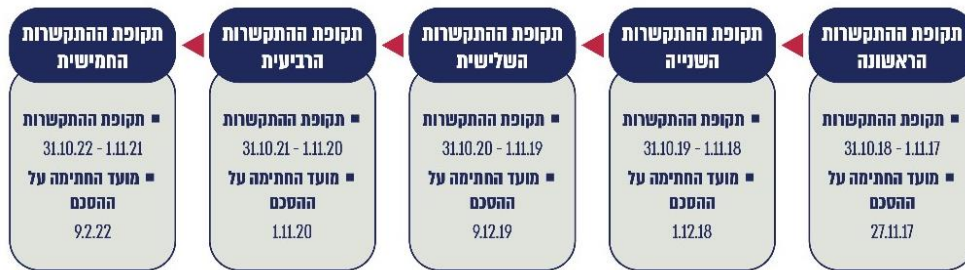 תקופת ההתקשרות
הראשונה
■ תקופת ההתקשרות
31.10.18 - 1.11.17
■ מועד החתימה על
ההסכם
27.11.17
תקופת ההתקשרות
השנייה
■ תקופת ההתקשרות
31.10.19 - 1.11.18
■ מועד החתימה על
ההסכם
1.12.18
תקופת ההתקשרות
השלישית
■ תקופת ההתקשרות
31.10.20 - 1.11.19
■ מועד החתימה על
ההסכם
9.12.19
תקופת ההתקשרות
הרביעית
■ תקופת ההתקשרות
31.10.21 - 1.11.20
■ מועד החתימה על
ההסכם
1.11.20
תקופת ההתקשרות
החמישית
■ תקופת ההתקשרות
31.10.22 - 1.11.21
■ מועד החתימה על
ההסכם
9.2.22